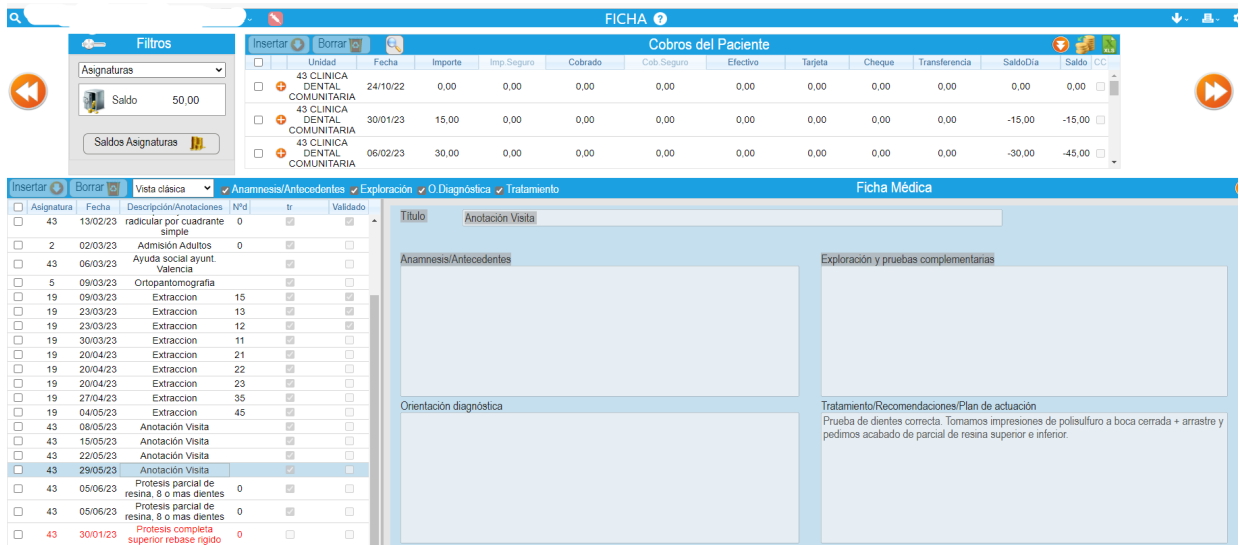 FICHA ?
Filtros
Asignaturas
Saldo 50,00
Saldos Asignaturas
Insertar Borrar Cobros del Paciente XLS
Unidad Fecha Importe Imp Seguro Cobrado Cob Seguro Efectivo Tarjeta Cheque Transferencia SaldoDía Saldo CC
43 CLINICA DENTAL COMUNITARIA 24/10/22 0,00 0,00 0,00 0,00 0,00 0,00 0,00 0,00 0,00 0,00
43 CLINICA DENTAL COMUNITARIA 30/01/23 15,00 0,00 0,00 0,00 0,00 0,00 0,00 0,00 -15,00 -15,00
43 CLINICA DENTAL COMUNITARIA 06/02/23 30,00 0,00 0,00 0,00 0,00 0,00 0,00 0,00 -30,00 -45,00
Insertar Borrar Vista clásica Anamnesis/Antecedentes Exploración O.Diagnóstica Tratamiento Ficha Médica
Asignatura Fecha Descripción/Anotaciones Nºd tr Validado
43 13/02/23 radicular por cuadrante simple 0
2 02/03/23 Admisión Adultos 0
43 06/03/23 Ayuda social ayunt. Valencia
5 09/03/23 Ortopantomografia
19 09/03/23 Extraccion 15
19 23/03/23 Extraccion 13
19 23/03/23 Extraccion 12
19 30/03/23 Extraccion 11
19 20/04/23 Extraccion 21
19 20/04/23 Extraccion 22
19 20/04/23 Extraccion 23
19 27/04/23 Extraccion 35
19 04/05/23 Extraccion 45
43 08/05/23 Anotación Visita
43 15/05/23 Anotación Visita
43 22/05/23 Anotación Visita
43 29/05/23 Anotación Visita
43 05/06/23 Protesis parcial de resina, 8 o mas dientes 0
43 05/06/23 Protesis parcial de resina, 8 o mas dientes 0
43 30/01/23 Protesis completa superior rebase rigido 0
Título Anotación Visita
Anamnesis/Antecedentes
Exploración y pruebas complementarias
Orientación diagnóstica
Tratamiento/Recomendaciones/Plan de actuación
Prueba de dientes correcta. Tomamos impresiones de polisulfuro a boca cerrada + arrastre y
pedimos acabado de parcial de resina superior e inferior.